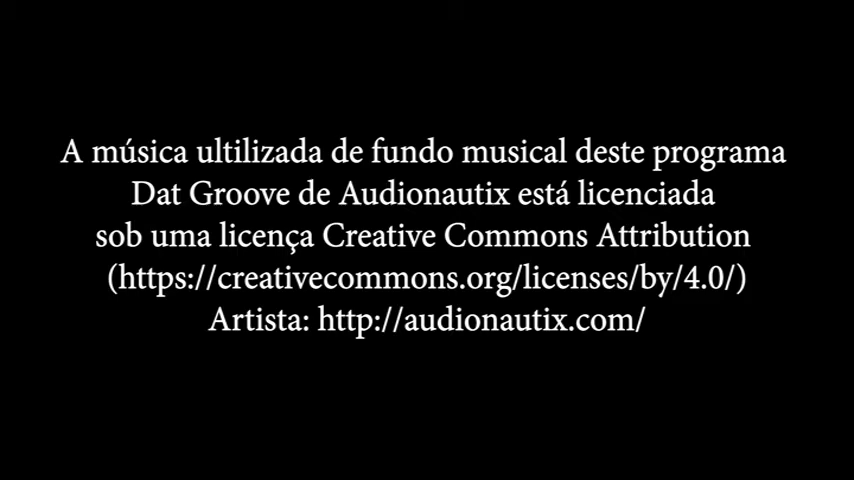 A música ultilizada de fundo musical deste programa
Dat Groove de Audionautix está licenciada
sob uma licença Creative Commons Attribution
(https://creativecommons.org/licenses/by/4.0/)
Artista: http://audionautix.com/